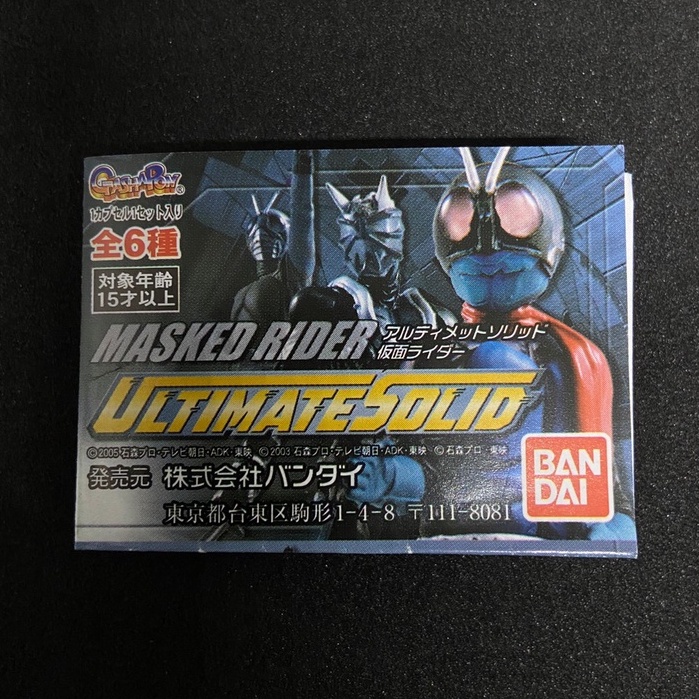 GASHAPON®
1カプセル1セット入り
全6種
対象年齢
15才以上
MASKED RIDER
アルティメットソリッド
仮面ライダー
ULTIMATE SOLID
©2005 石森プロ・テレビ朝日・ADK・東映 ©2003 石森プロ・テレビ朝日・ADK・東映 ©石森プロ・東映
発売元 株式会社バンダイ
BAN
DAI
東京都台東区駒形1-4-8 〒111-8081